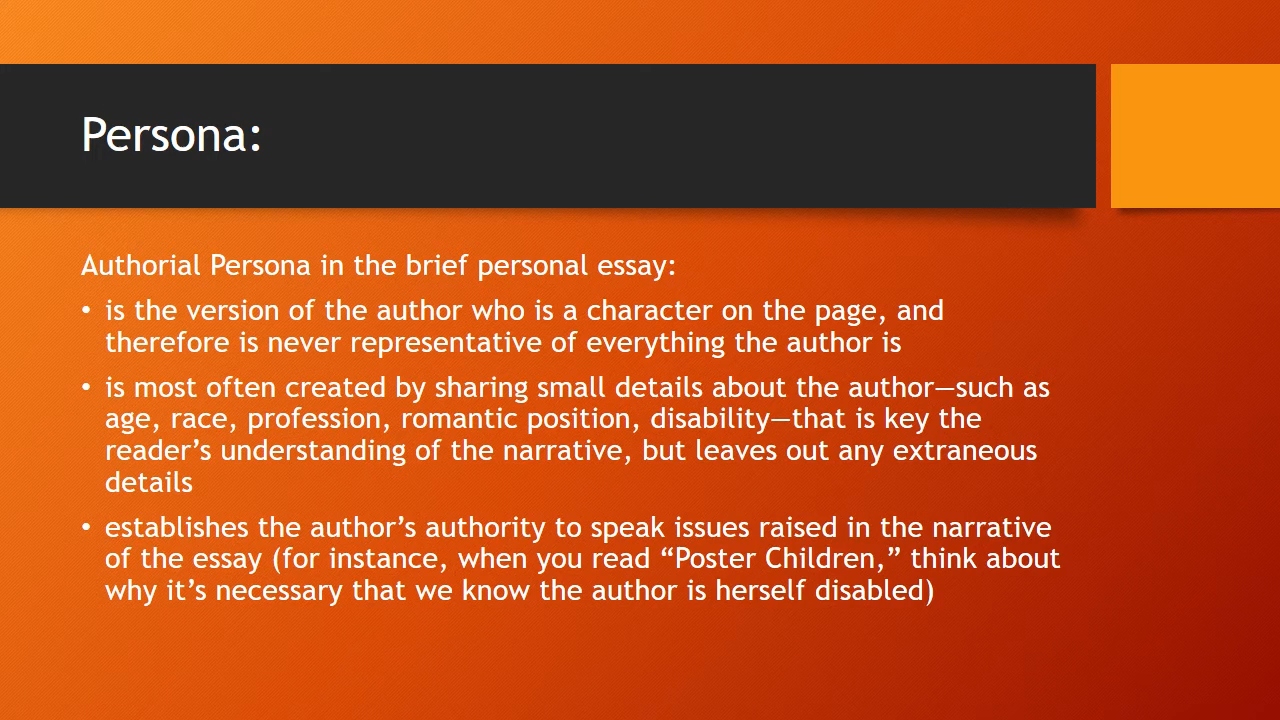 Persona:
Authorial Persona in the brief personal essay:
• is the version of the author who is a character on the page, and
therefore is never representative of everything the author is
• is most often created by sharing small details about the author—such as
age, race, profession, romantic position, disability—that is key the
reader’s understanding of the narrative, but leaves out any extraneous
details
• establishes the author’s authority to speak issues raised in the narrative
of the essay (for instance, when you read “Poster Children,” think about
why it’s necessary that we know the author is herself disabled)